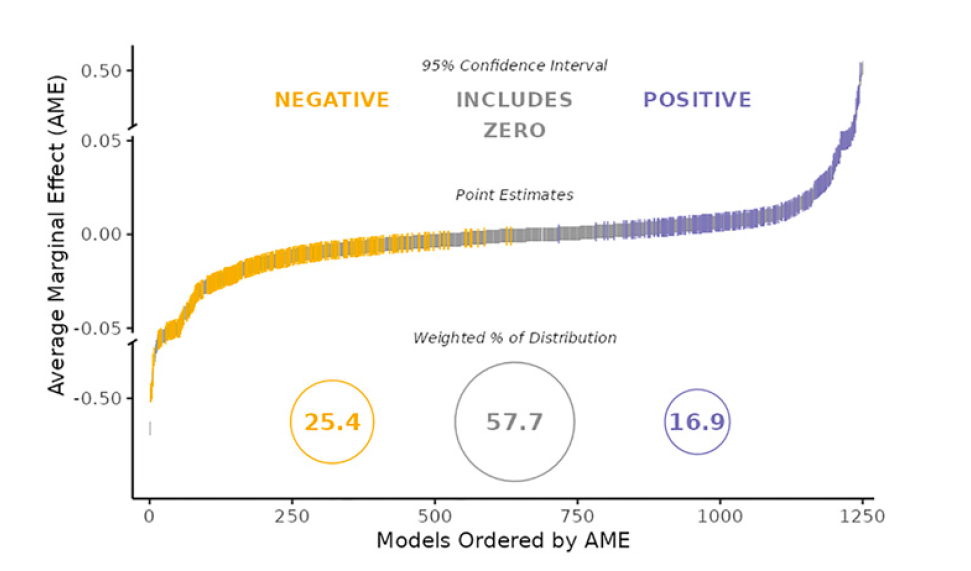 95% Confidence Interval
NEGATIVE
INCLUDES
ZERO
POSITIVE
Point Estimates
Weighted % of Distribution
25.4
57.7
16.9
Average Marginal Effect (AME)
0.50
0.05
0.00
-0.05
-0.50
0 250 500 750 1000 1250
Models Ordered by AME